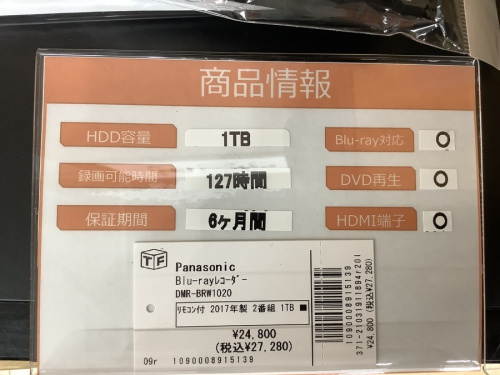 商品情報
HDD容量 1TB Blu-ray対応 ○
録画可能時間 127時間 DVD再生 ○
保証期間 6ヶ月間 HDMI端子 ○
TF
Panasonic
Blu-rayレコーダー
DMR-BRW1020
リモコン付 2017年製 2番組 1TB ■
¥24,800
(税込¥27,280)
09r 1090008915139
1090008915139
371-21031911894r201
¥24,800 (税込¥27,280)